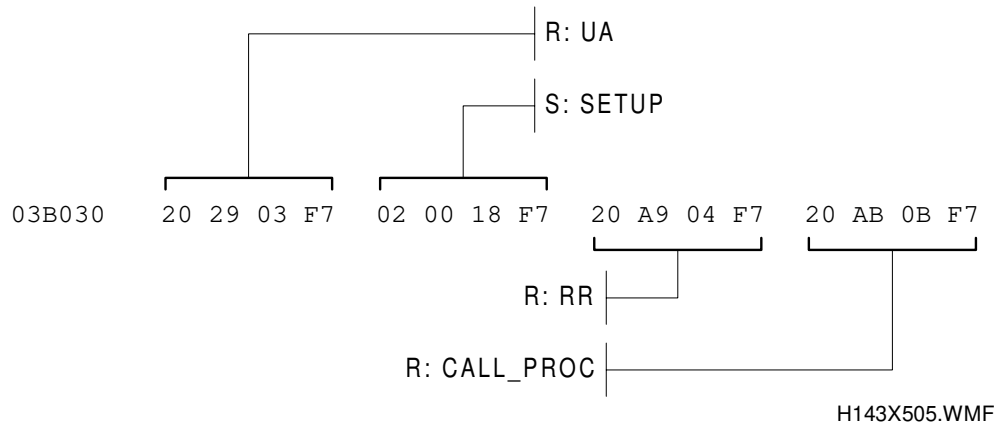 R: UA
S: SETUP
03B030 20 29 03 F7 02 00 18 F7 20 A9 04 F7 20 AB 0B F7
R: RR
R: CALL_PROC
H143X505.WMF